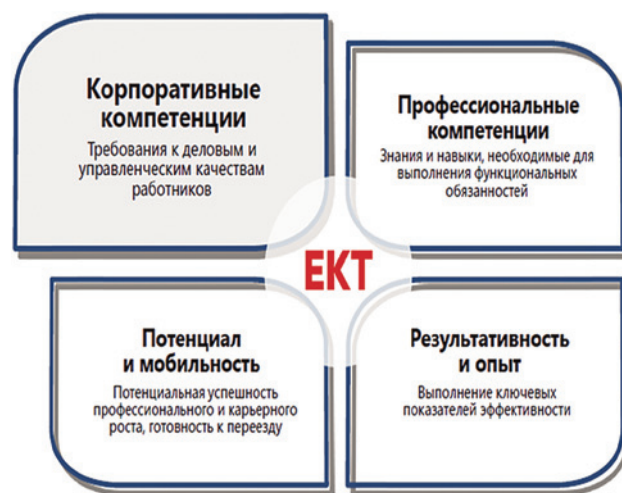 Корпоративные
компетенции
Требования к деловым и
управленческим качествам
работников
Профессиональные
компетенции
Знания и навыки, необходимые для
выполнения функциональных
обязанностей
ЕКТ
Потенциал
и мобильность
Потенциальная успешность
профессионального и карьерного
роста, готовность к переезду
Результативность
и опыт
Выполнение ключевых
показателей эффективности